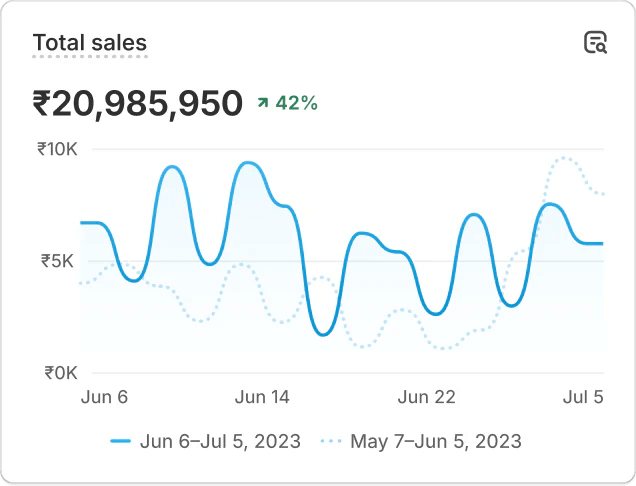 Total sales
₹20,985,950 ↗ 42%
₹10K
₹5K
₹0K
Jun 6 Jun 14 Jun 22 Jul 5
Jun 6–Jul 5, 2023 May 7–Jun 5, 2023